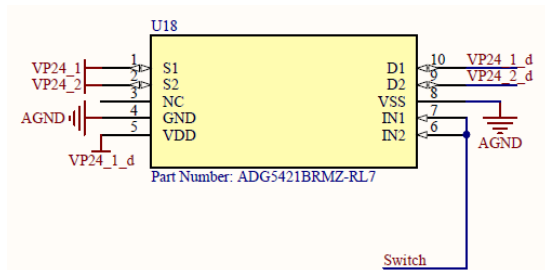 U18
VP24_1 1 S1 D1 10 VP24_1_d
VP24_2 2 S2 D2 9 VP24_2_d
3 NC VSS 8
AGND 4 GND IN1 7
5 VDD IN2 6 AGND
VP24_1_d
Part Number: ADG5421BRMZ-RL7
Switch